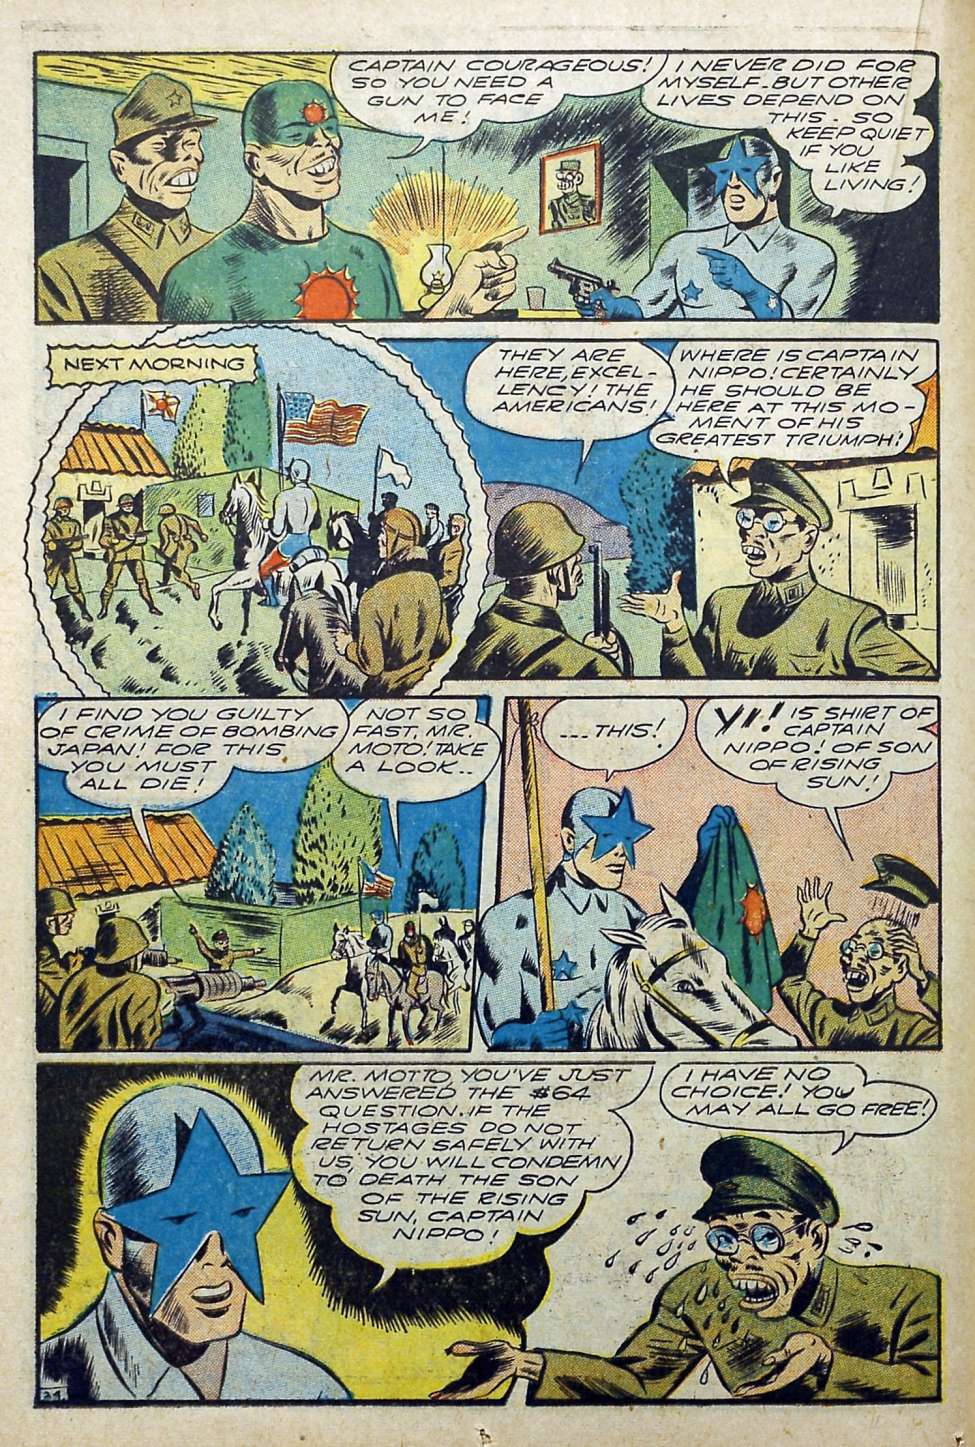 CAPTAIN COURAGEOUS!
SO YOU NEED A
GUN TO FACE
ME!
I NEVER DID FOR
MYSELF-BUT OTHER
LIVES DEPEND ON
THIS - SO
KEEP QUIET
IF YOU
LIKE
LIVING!
NEXT MORNING
THEY ARE
HERE, EXCEL-
LENCY! THE
AMERICANS!
WHERE IS CAPTAIN
NIPPO! CERTAINLY
HE SHOULD BE
HERE AT THIS MO-
MENT OF HIS
GREATEST TRIUMPH!
I FIND YOU GUILTY
OF CRIME OF BOMBING
JAPAN! FOR THIS
YOU MUST
ALL DIE!
NOT SO
FAST, MR.
MOTO! TAKE
A LOOK--
... THIS!
YI! IS SHIRT OF
CAPTAIN
NIPPO! OF SON
OF RISING
SUN!
MR. MOTTO, YOU'VE JUST
ANSWERED THE $64
QUESTION..IF THE
HOSTAGES DO NOT
RETURN SAFELY WITH
US, YOU WILL CONDEMN
TO DEATH THE SON
OF THE RISING
SUN, CAPTAIN
NIPPO!
I HAVE NO
CHOICE! YOU
MAY ALL GO FREE!
24